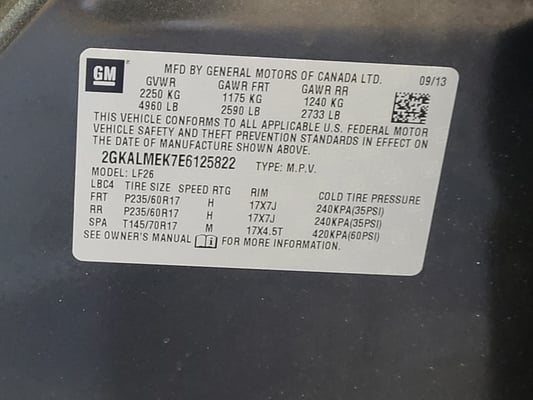 GM
MFD BY GENERAL MOTORS OF CANADA LTD. 09/13
GVWR GAWR FRT GAWR RR
2250 KG 1175 KG 1240 KG
4960 LB 2590 LB 2733 LB
THIS VEHICLE CONFORMS TO ALL APPLICABLE U.S. FEDERAL MOTOR
VEHICLE SAFETY AND THEFT PREVENTION STANDARDS IN EFFECT ON
THE DATE OF MANUFACTURE SHOWN ABOVE.
2GKALMEK7E6125822 TYPE: M.P.V.
MODEL: LF26
LBC4 TIRE SIZE SPEED RTG RIM COLD TIRE PRESSURE
FRT P235/60R17 H 17X7J 240KPA(35PSI)
RR P235/60R17 H 17X7J 240KPA(35PSI)
SPA T145/70R17 M 17X4.5T 420KPA(60PSI)
SEE OWNER'S MANUAL FOR MORE INFORMATION.